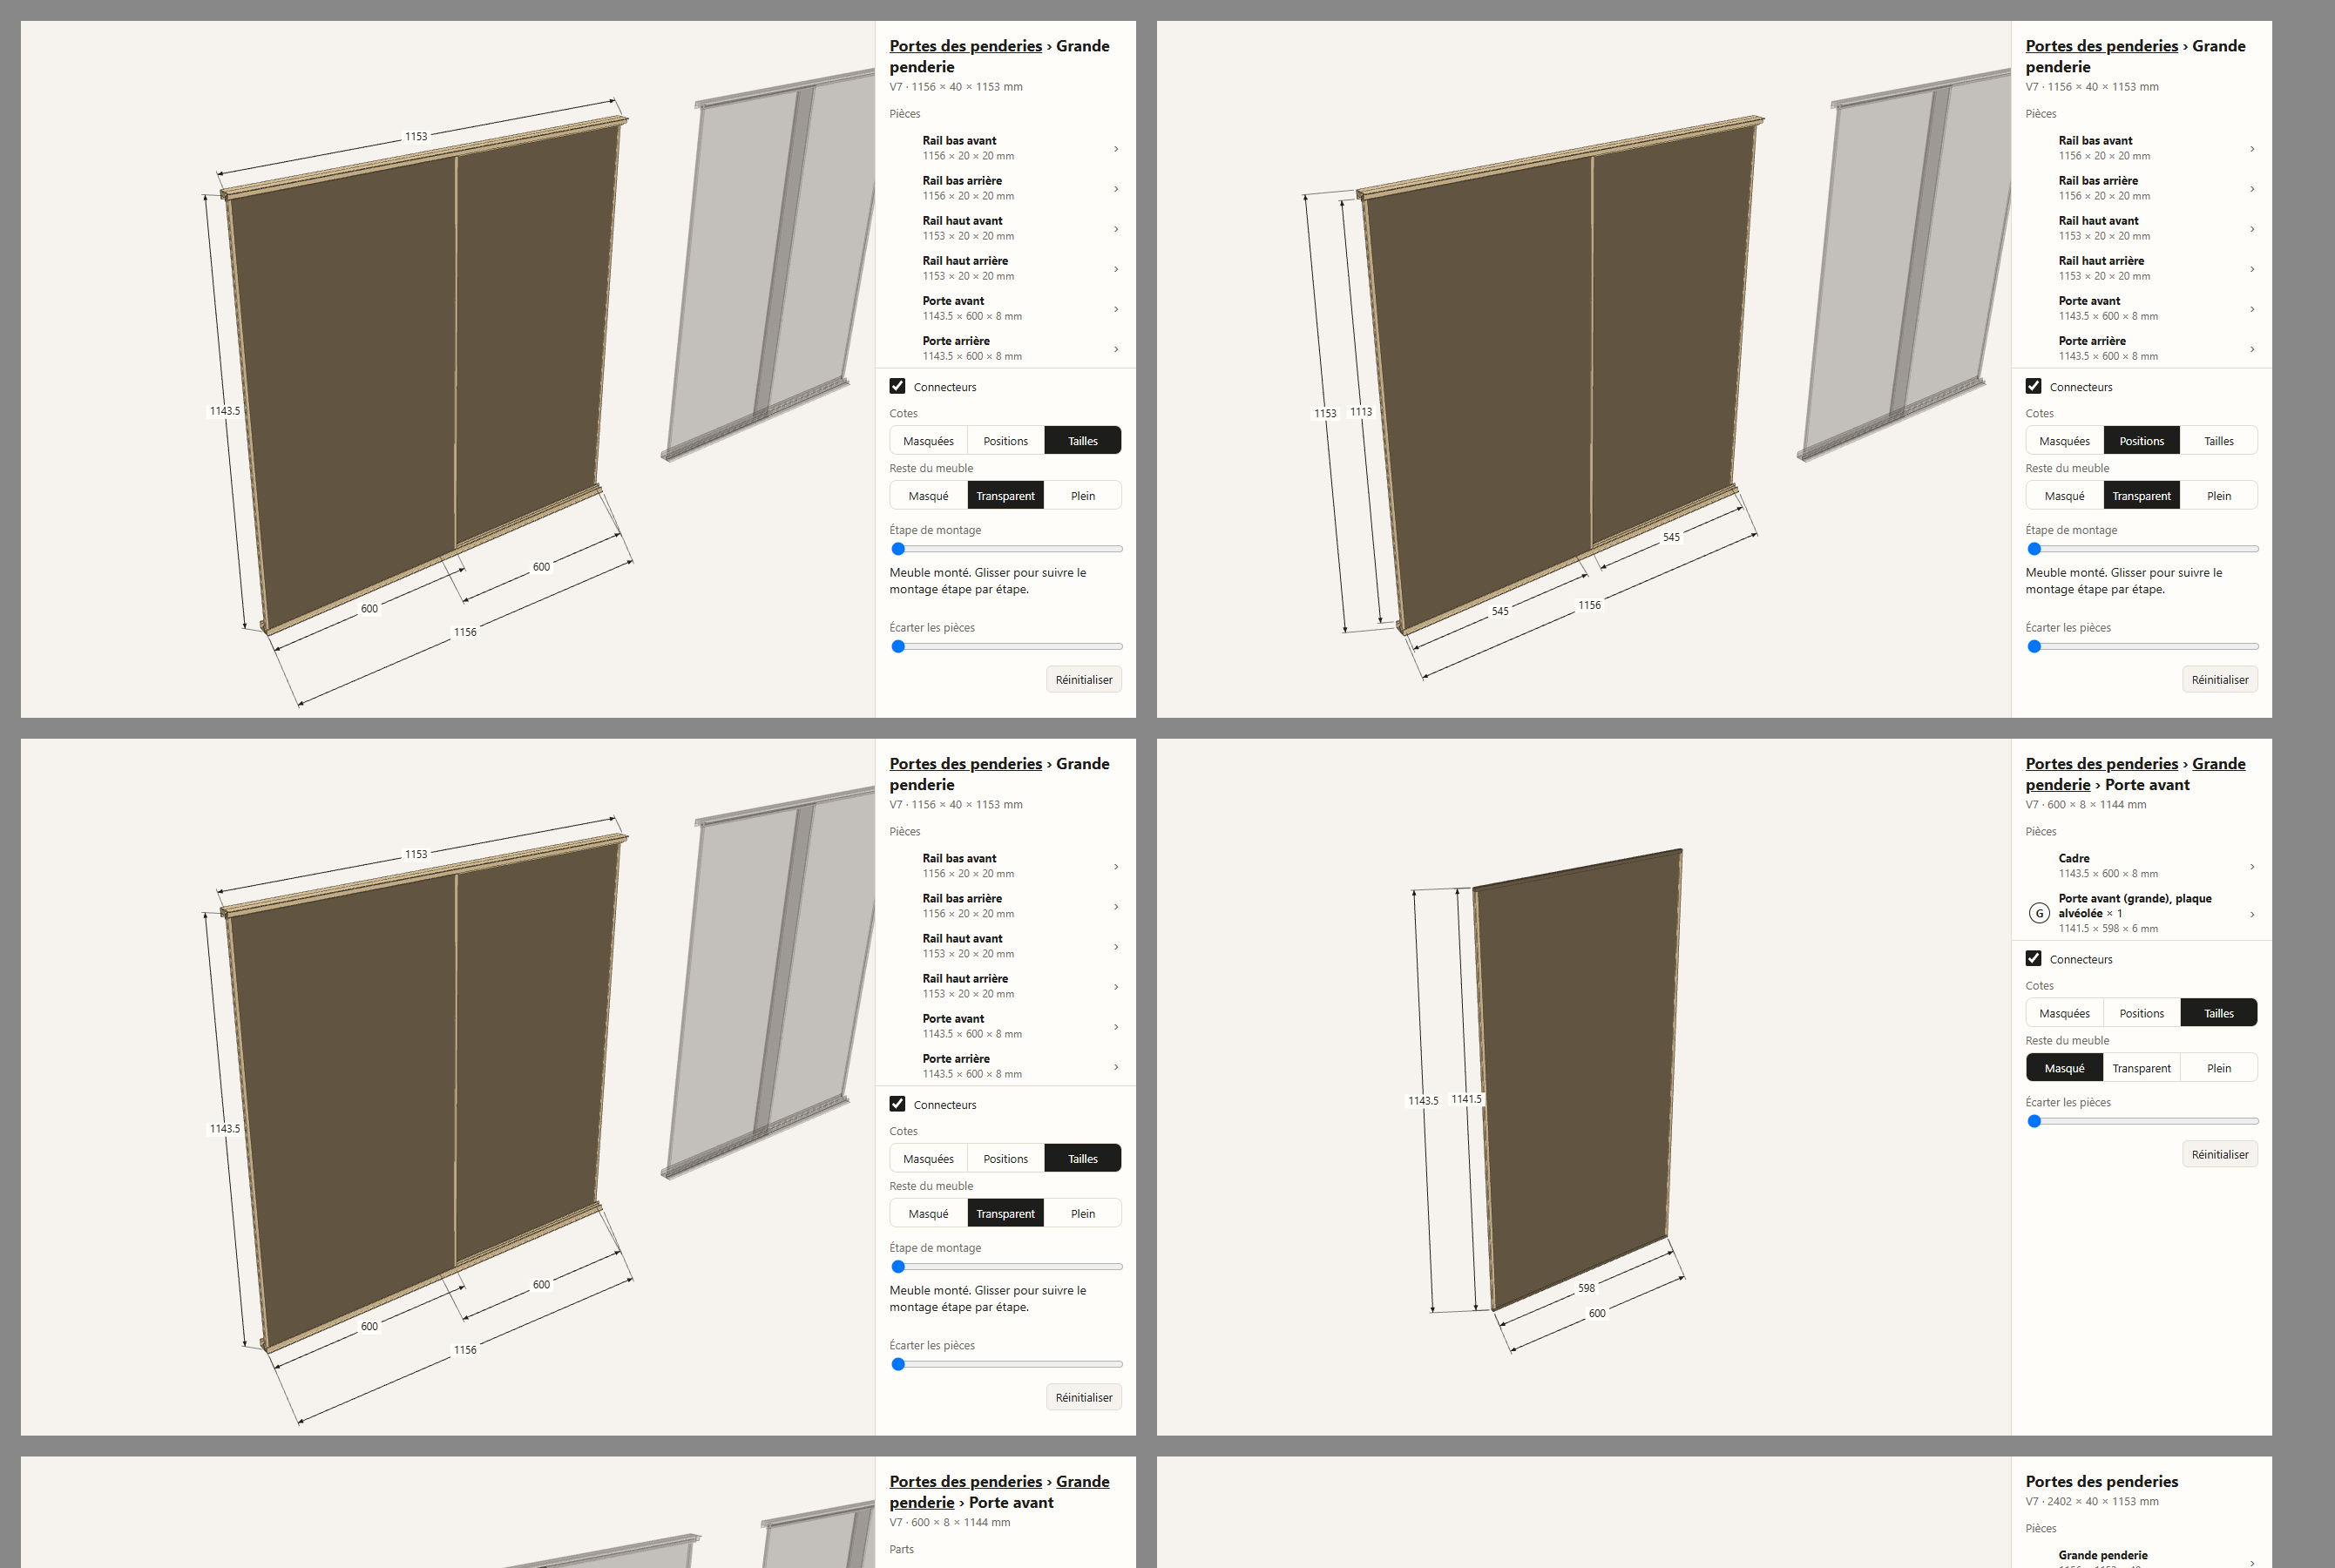 1153
1143.5
600
600
1156
Portes des penderies › Grande
penderie
V7 · 1156 × 40 × 1153 mm
Pièces
Rail bas avant
1156 × 20 × 20 mm
›
Rail bas arrière
1156 × 20 × 20 mm
›
Rail haut avant
1153 × 20 × 20 mm
›
Rail haut arrière
1153 × 20 × 20 mm
›
Porte avant
1143.5 × 600 × 8 mm
›
Porte arrière
1143.5 × 600 × 8 mm
›
Connecteurs
Cotes
Masquées Positions Tailles
Reste du meuble
Masqué Transparent Plein
Étape de montage
Meuble monté. Glisser pour suivre le
montage étape par étape.
Écarter les pièces
Réinitialiser
1153 1113
545
545
1156
Portes des penderies › Grande
penderie
V7 · 1156 × 40 × 1153 mm
Pièces
Rail bas avant
1156 × 20 × 20 mm
›
Rail bas arrière
1156 × 20 × 20 mm
›
Rail haut avant
1153 × 20 × 20 mm
›
Rail haut arrière
1153 × 20 × 20 mm
›
Porte avant
1143.5 × 600 × 8 mm
›
Porte arrière
1143.5 × 600 × 8 mm
›
Connecteurs
Cotes
Masquées Positions Tailles
Reste du meuble
Masqué Transparent Plein
Étape de montage
Meuble monté. Glisser pour suivre le
montage étape par étape.
Écarter les pièces
Réinitialiser
1153
1143.5
600
600
1156
Portes des penderies › Grande
penderie
V7 · 1156 × 40 × 1153 mm
Pièces
Rail bas avant
1156 × 20 × 20 mm
›
Rail bas arrière
1156 × 20 × 20 mm
›
Rail haut avant
1153 × 20 × 20 mm
›
Rail haut arrière
1153 × 20 × 20 mm
›
Porte avant
1143.5 × 600 × 8 mm
›
Porte arrière
1143.5 × 600 × 8 mm
›
Connecteurs
Cotes
Masquées Positions Tailles
Reste du meuble
Masqué Transparent Plein
Étape de montage
Meuble monté. Glisser pour suivre le
montage étape par étape.
Écarter les pièces
Réinitialiser
1143.5 1141.5
598
600
Portes des penderies › Grande
penderie › Porte avant
V7 · 600 × 8 × 1144 mm
Pièces
Cadre
1143.5 × 600 × 8 mm
›
G
Porte avant (grande), plaque
alvéolée × 1
1141.5 × 598 × 6 mm
›
Connecteurs
Cotes
Masquées Positions Tailles
Reste du meuble
Masqué Transparent Plein
Écarter les pièces
Réinitialiser
Portes des penderies › Grande
penderie › Porte avant
V7 · 600 × 8 × 1144 mm
Parts
Portes des penderies
V7 · 2402 × 40 × 1153 mm
Pièces
Grande penderie
›